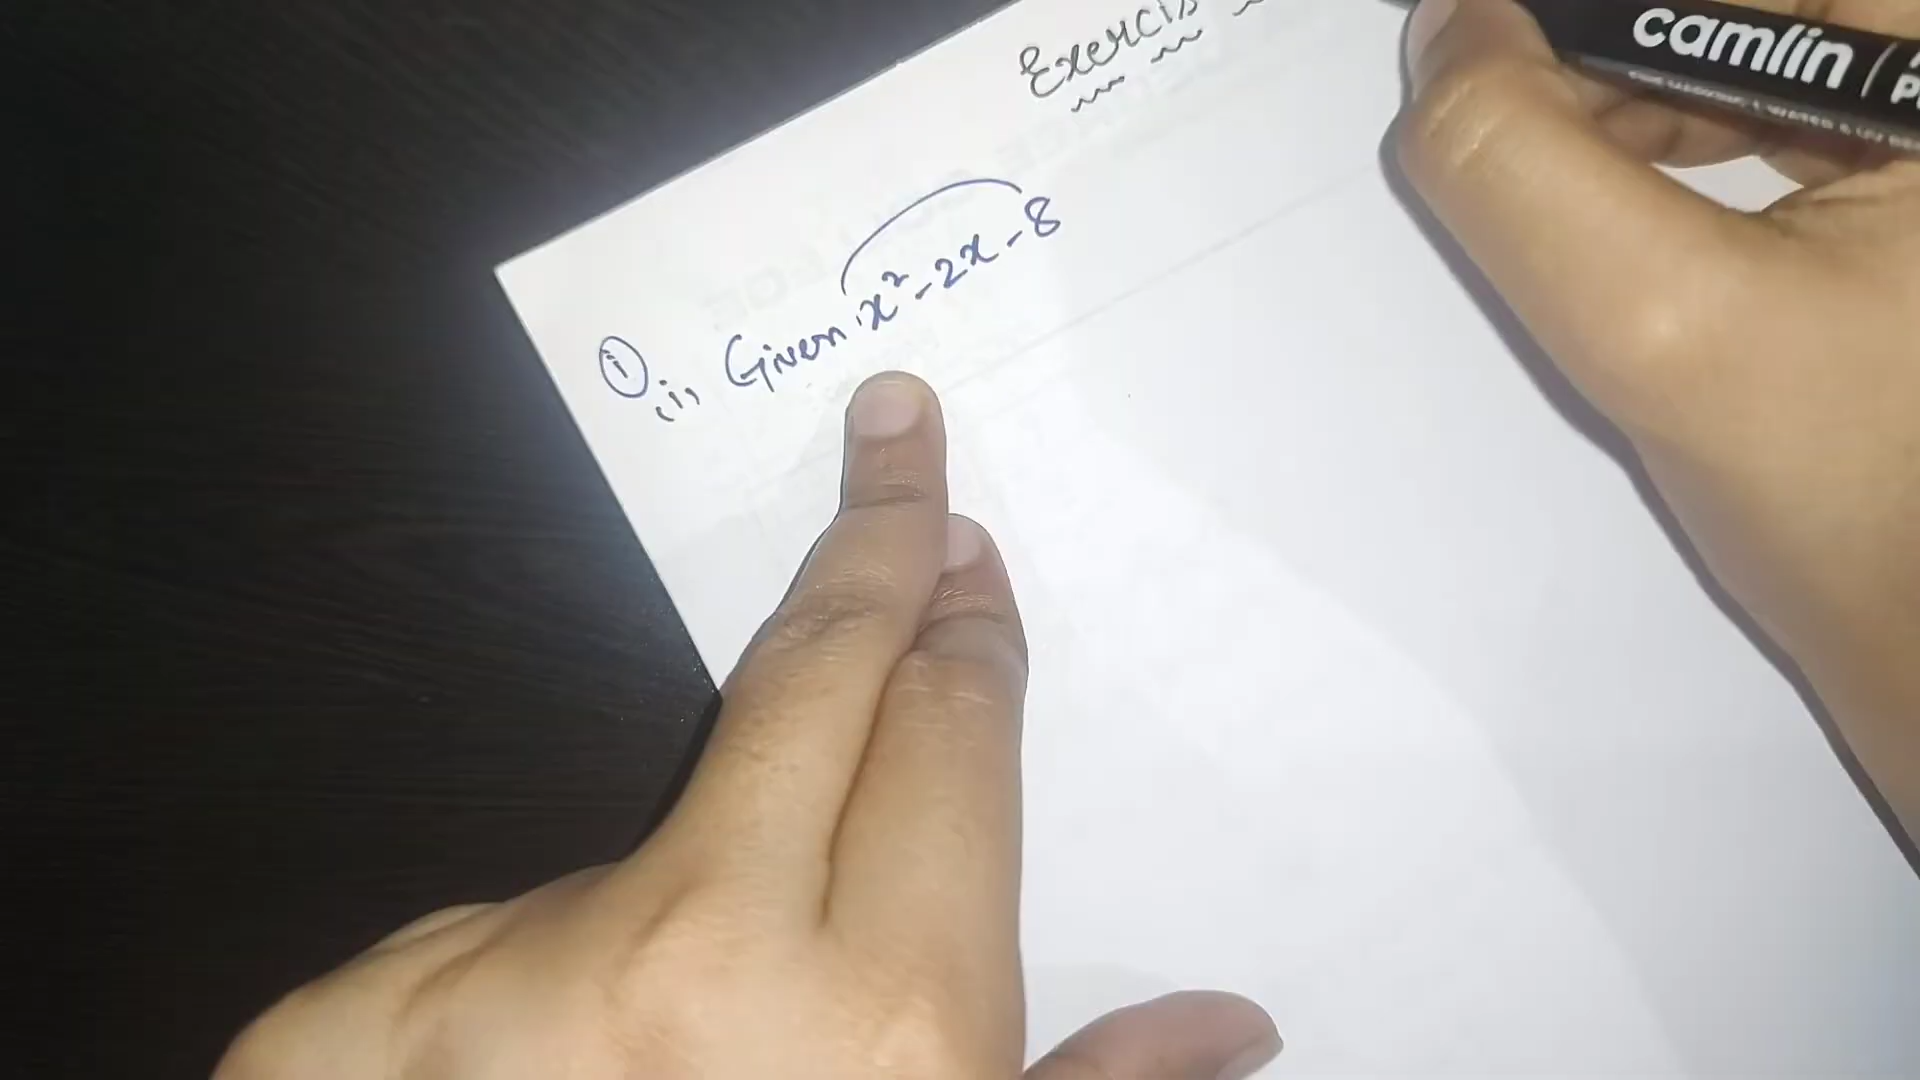 Exercis
① (i) Given x² - 2x - 8
camlin